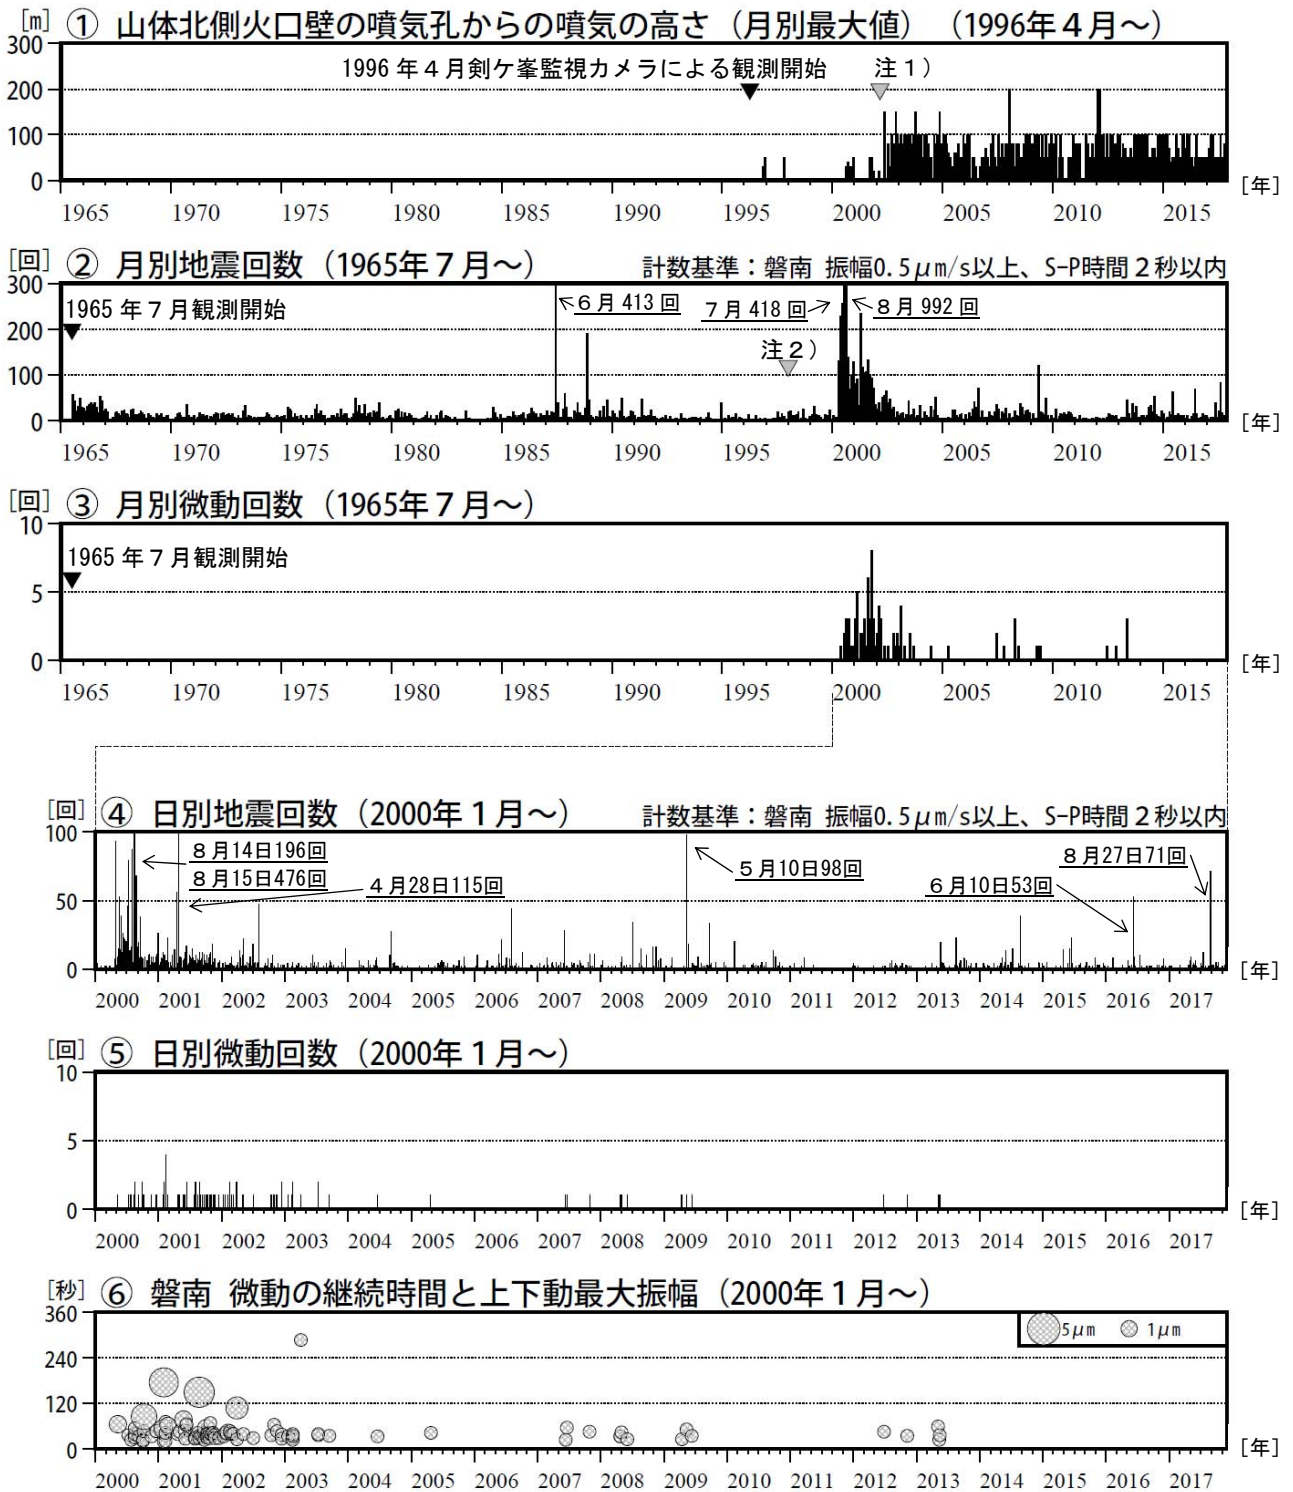 [m] ① 山体北側火口壁の噴気孔からの噴気の高さ（月別最大値）（1996年４月～）
300
1996 年４月剣ケ峯監視カメラによる観測開始 注１）
200
100
0
[年]
1965 1970 1975 1980 1985 1990 1995 2000 2005 2010 2015
[回] ② 月別地震回数（1965年７月～） 計数基準：磐南 振幅0.5μm/s以上、S-P時間２秒以内
300
1965 年７月観測開始 ６月 413 回 ７月 418 回 ８月 992 回
200
注２）
100
0
[年]
1965 1970 1975 1980 1985 1990 1995 2000 2005 2010 2015
[回] ③ 月別微動回数（1965年７月～）
10
1965 年７月観測開始
5
0
[年]
1965 1970 1975 1980 1985 1990 1995 2000 2005 2010 2015
[回] ④ 日別地震回数（2000年１月～） 計数基準：磐南 振幅0.5μm/s以上、S-P時間２秒以内
100
８月14日196回 ８月27日71回
８月15日476回 ４月28日115回 ５月10日98回 ６月10日53回
50
0
[年]
2000 2001 2002 2003 2004 2005 2006 2007 2008 2009 2010 2011 2012 2013 2014 2015 2016 2017
[回] ⑤ 日別微動回数（2000年１月～）
10
5
0
[年]
2000 2001 2002 2003 2004 2005 2006 2007 2008 2009 2010 2011 2012 2013 2014 2015 2016 2017
[秒] ⑥ 磐南 微動の継続時間と上下動最大振幅（2000年１月～）
360
5μm 1μm
240
120
0
[年]
2000 2001 2002 2003 2004 2005 2006 2007 2008 2009 2010 2011 2012 2013 2014 2015 2016 2017